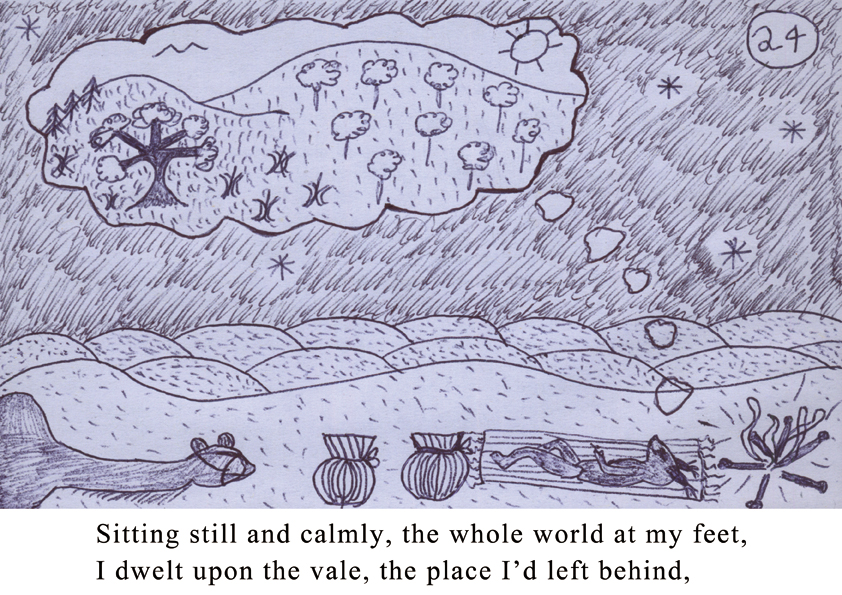 24
Sitting still and calmly, the whole world at my feet,
I dwelt upon the vale, the place I’d left behind,